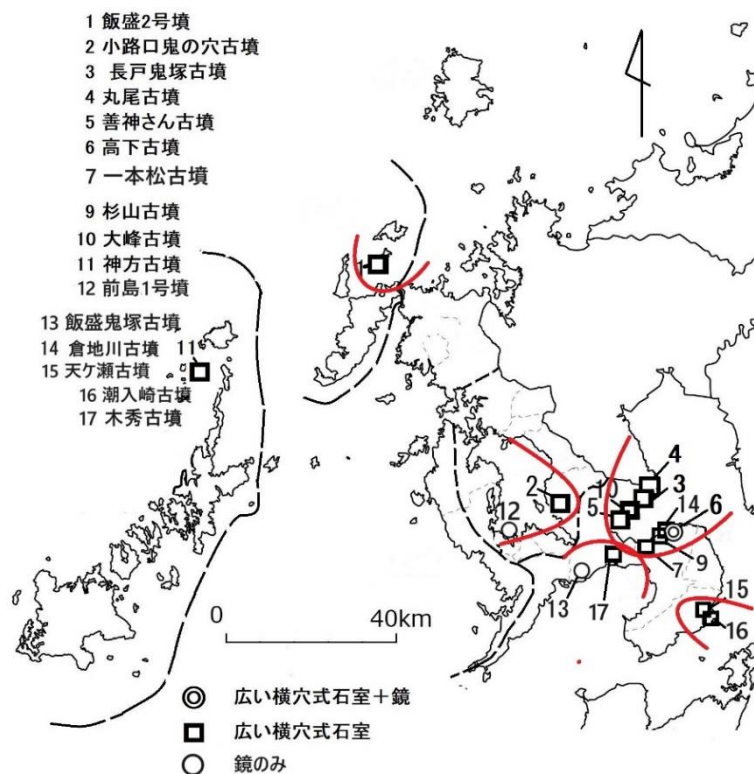 1 飯盛2号墳
2 小路口鬼の穴古墳
3 長戸鬼塚古墳
4 丸尾古墳
5 善神さん古墳
6 高下古墳
7 一本松古墳
9 杉山古墳
10 大峰古墳
11 神方古墳
12 前島1号墳
13 飯盛鬼塚古墳
14 倉地川古墳
15 天ケ瀬古墳
16 潮入崎古墳
17 木秀古墳
1
11
4
2
10
3
5
14
6
12
7
9
13
17
15
16
0 40km
広い横穴式石室+鏡
広い横穴式石室
鏡のみ